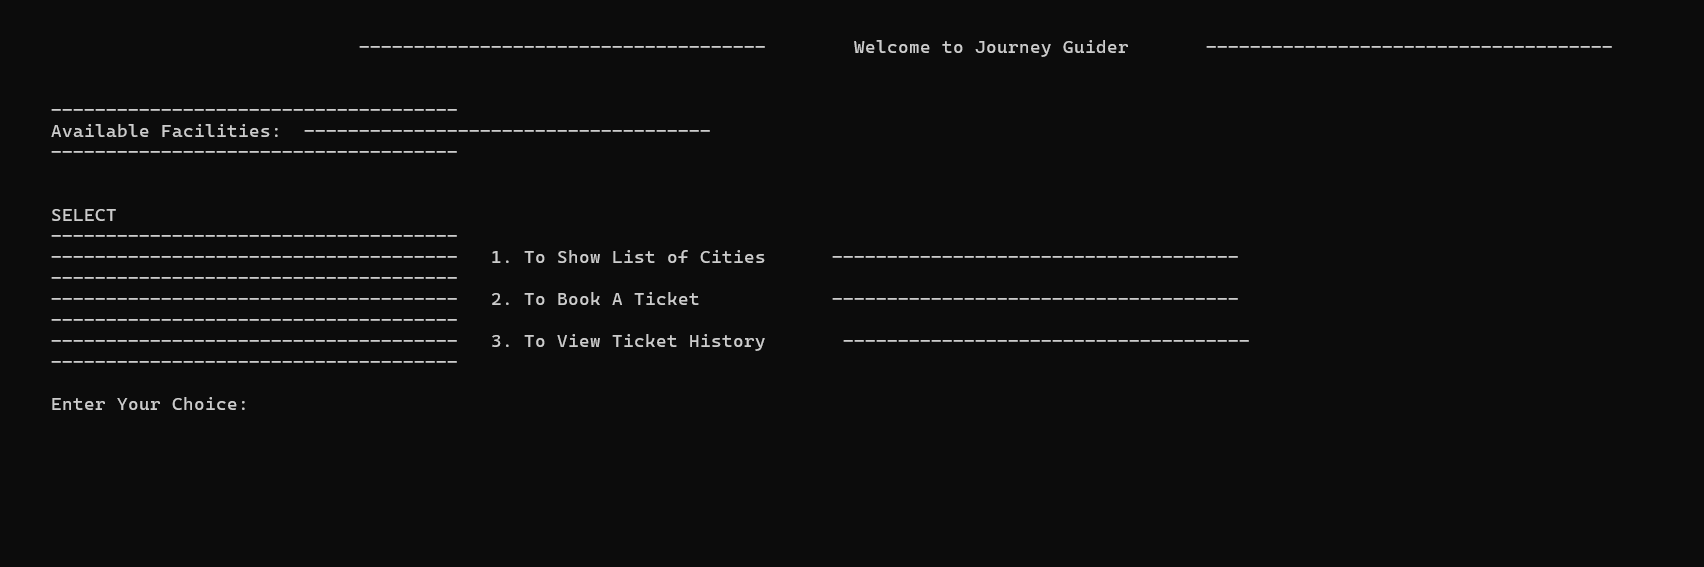 ------------------------------------- Welcome to Journey Guider -------------------------------------
-------------------------------------
Available Facilities: -------------------------------------
-------------------------------------
SELECT
-------------------------------------
------------------------------------- 1. To Show List of Cities -------------------------------------
-------------------------------------
------------------------------------- 2. To Book A Ticket -------------------------------------
-------------------------------------
------------------------------------- 3. To View Ticket History -------------------------------------
-------------------------------------
Enter Your Choice: